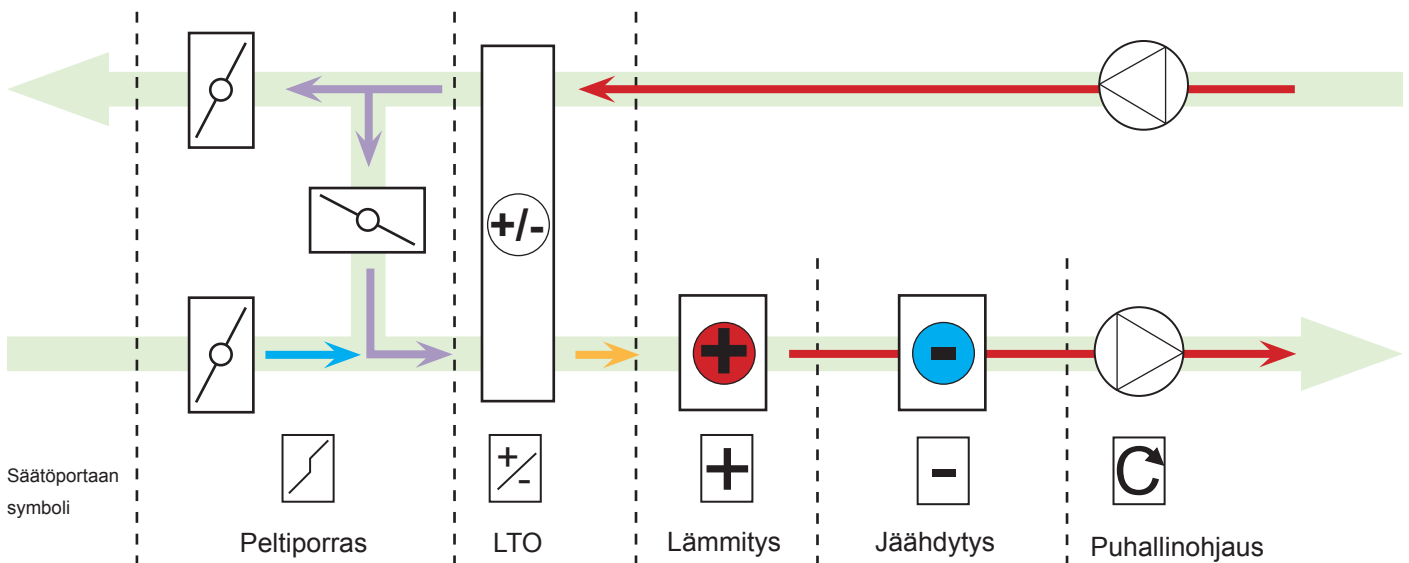 +/-
+
-
+/-
+
-
C
Säätöportaan
symboli
Peltiporras
LTO
Lämmitys
Jäähdytys
Puhallinohjaus